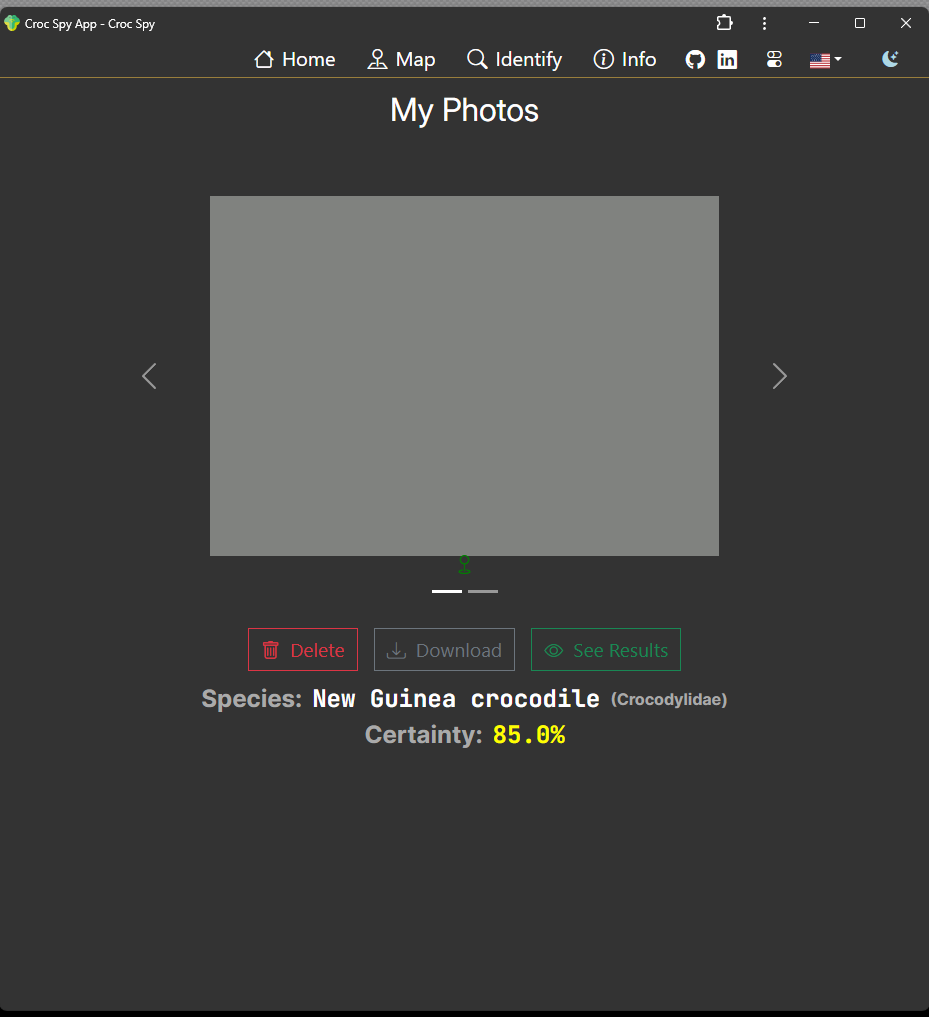 Croc Spy App - Croc Spy
Home Map Identify Info
My Photos
Delete Download See Results
Species: New Guinea crocodile (Crocodylidae)
Certainty: 85.0%